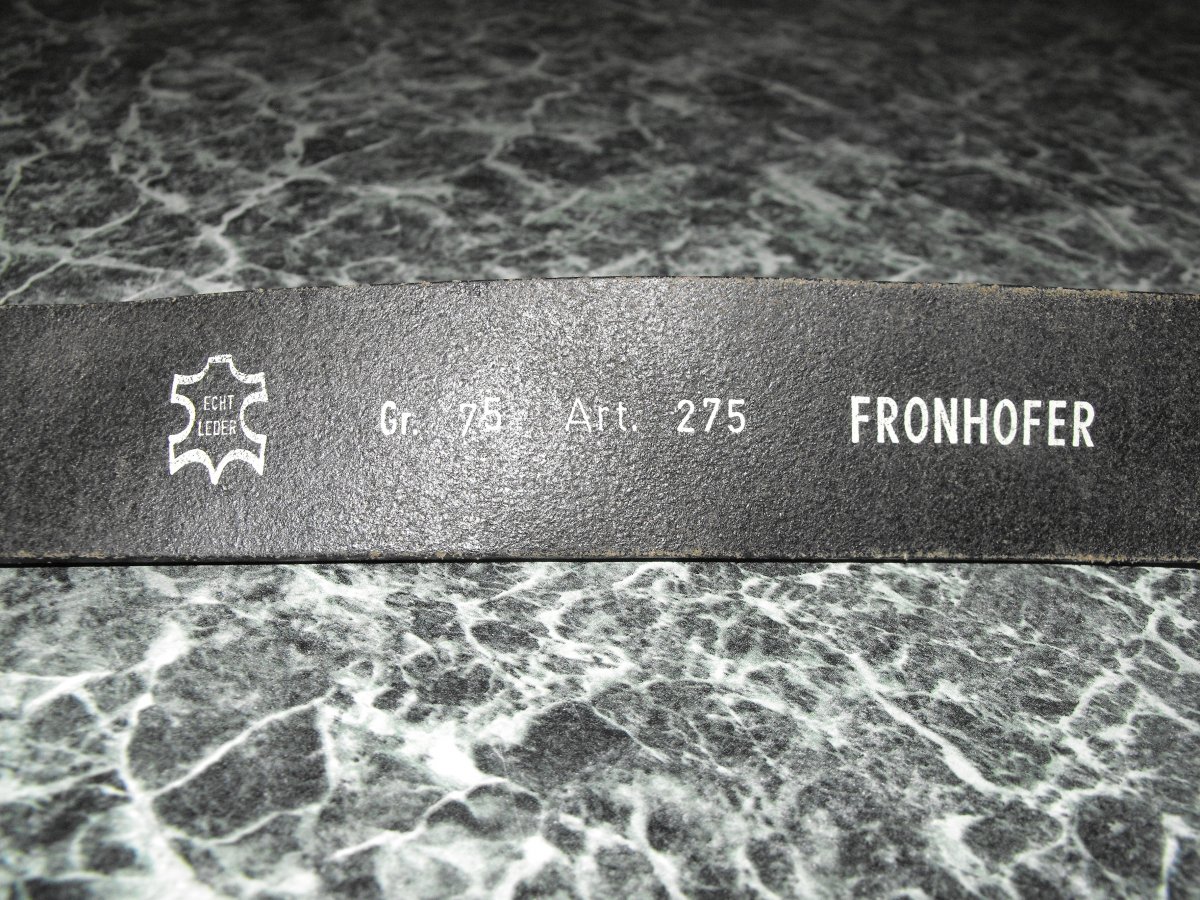 ECHT
LEDER
Gr. 75 Art. 275 FRONHOFER